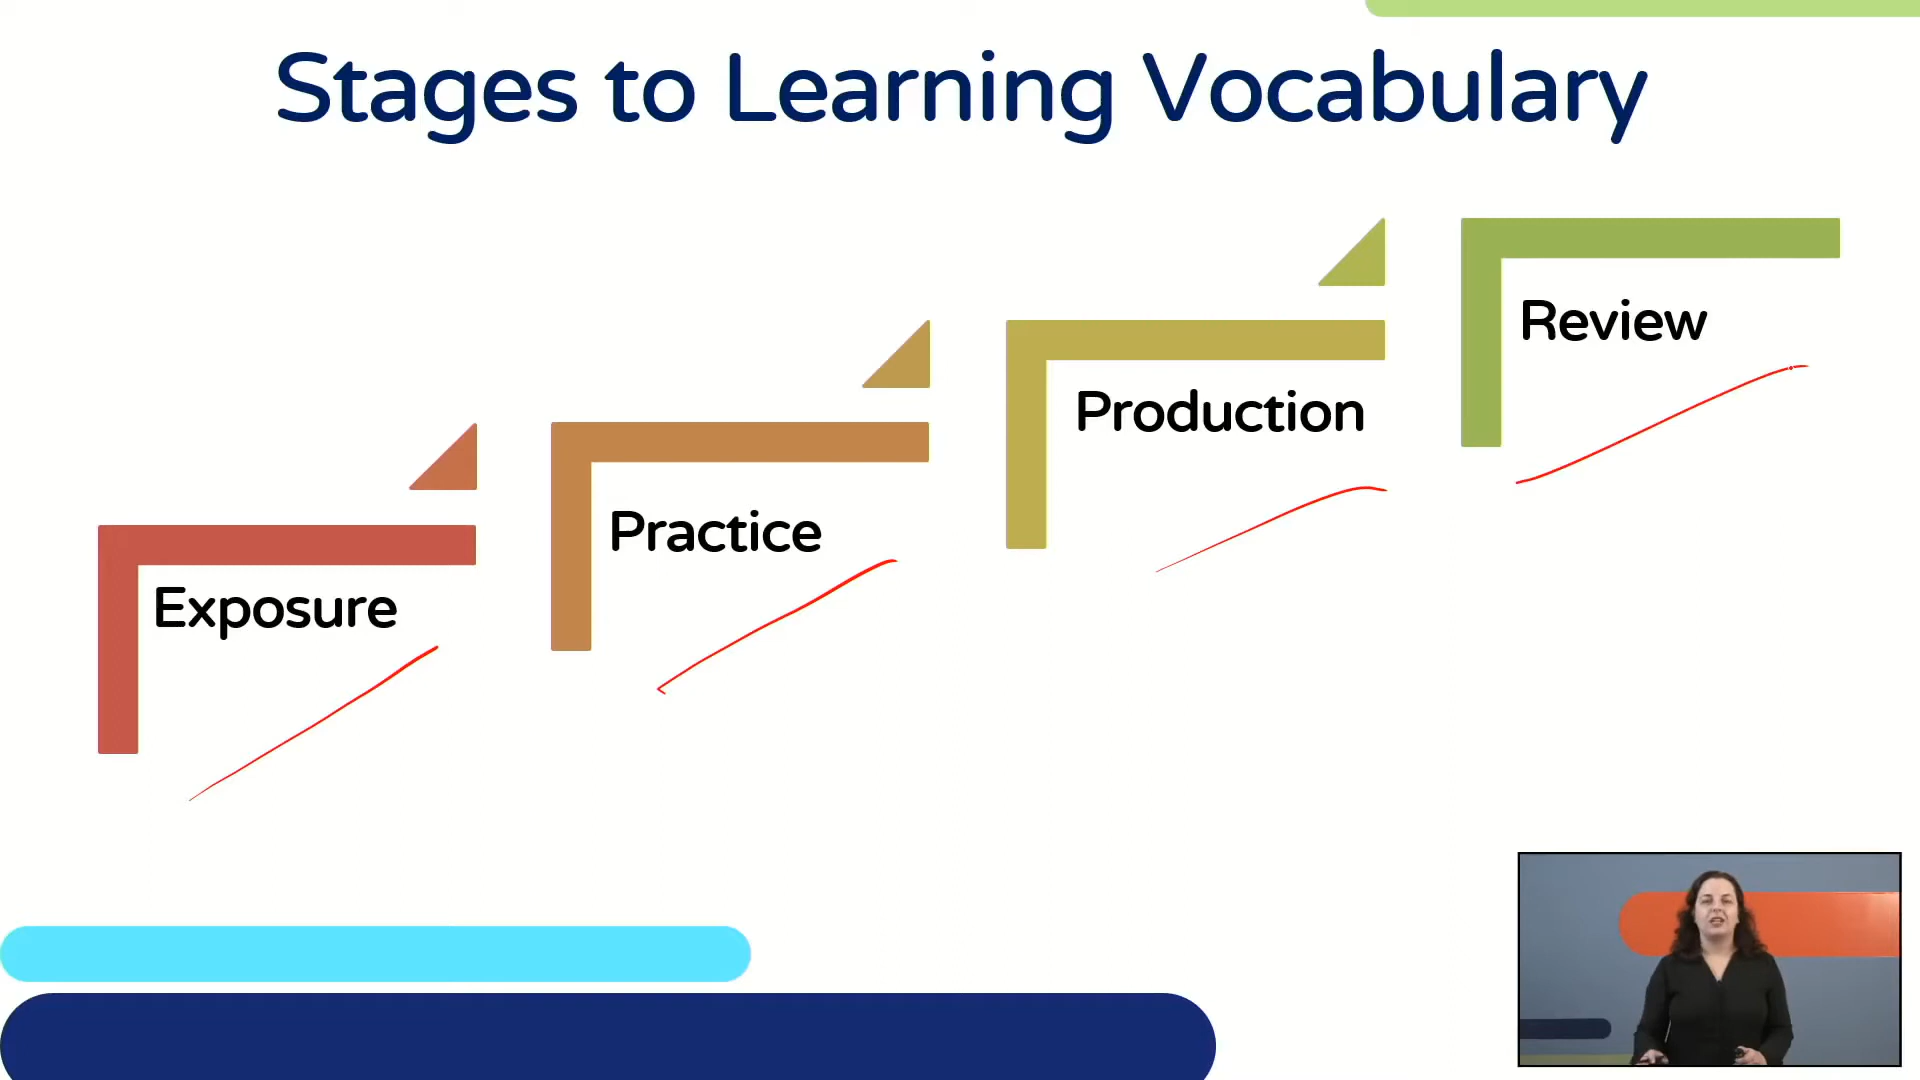 Stages to Learning Vocabulary
Exposure
Practice
Production
Review